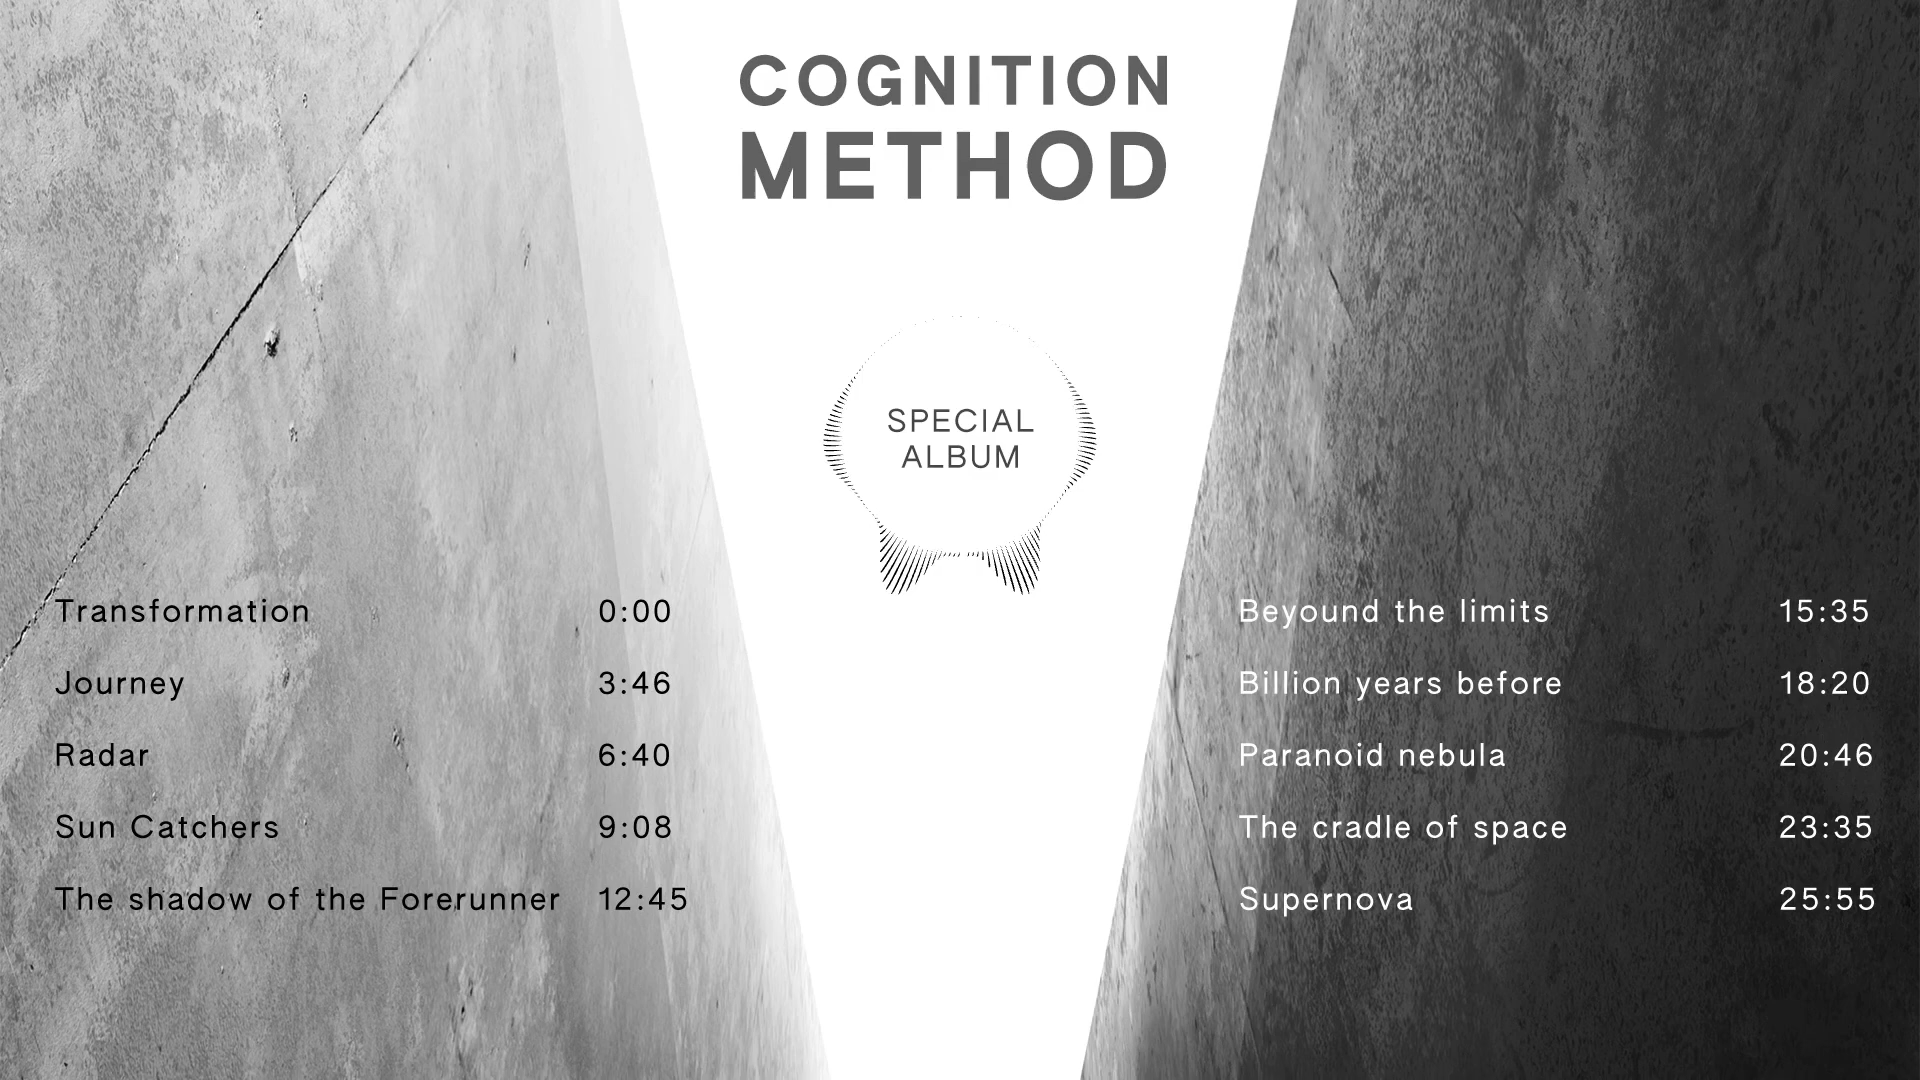 COGNITION
METHOD
SPECIAL
ALBUM
Transformation 0:00
Journey 3:46
Radar 6:40
Sun Catchers 9:08
The shadow of the Forerunner 12:45
Beyound the limits 15:35
Billion years before 18:20
Paranoid nebula 20:46
The cradle of space 23:35
Supernova 25:55